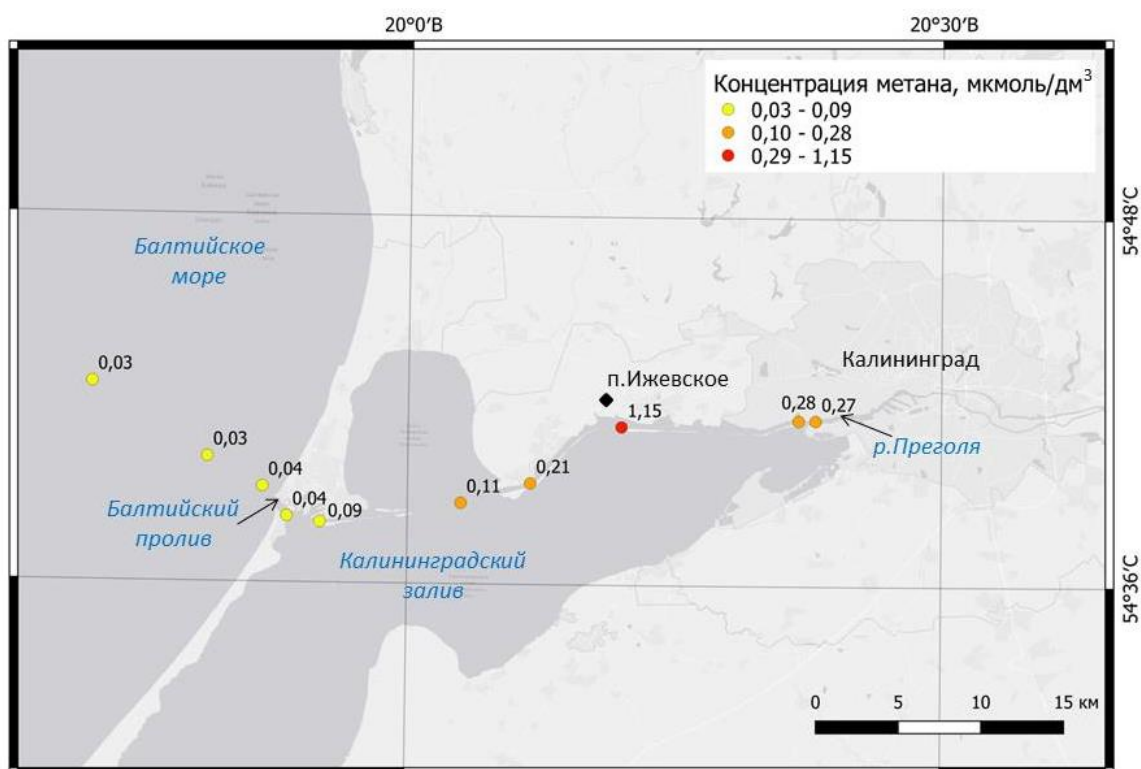 20°0′В
20°30′В
Концентрация метана, мкмоль/дм³
0,03 - 0,09
0,10 - 0,28
0,29 - 1,15
54°48′С
Балтийское
море
0,03
п.Ижевское
Калининград
1,15
0,28
0,27
р.Преголя
0,03
0,04
0,21
0,11
Балтийский
пролив
0,04
0,09
Калининградский
залив
54°36′С
0 5 10 15 км